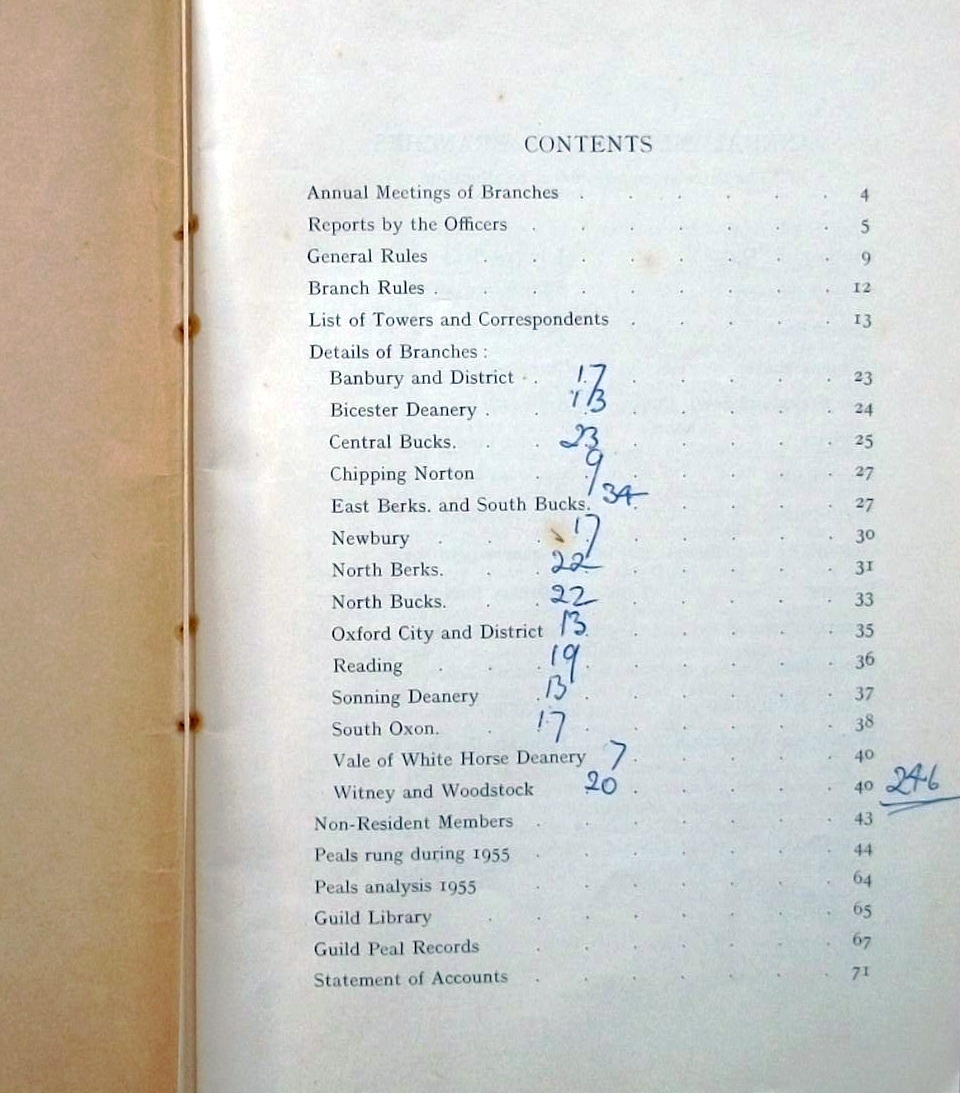 CONTENTS
Annual Meetings of Branches . . . . . . 4
Reports by the Officers . . . . . . . 5
General Rules . . . . . . . . 9
Branch Rules . . . . . . . . . 12
List of Towers and Correspondents . . . . . 13
Details of Branches :
Banbury and District . . 17 . . . . . 23
Bicester Deanery . . 13 . . . . . 24
Central Bucks. . . 23 . . . . . 25
Chipping Norton . 9 . . . . . 27
East Berks. and South Bucks. 34 . . . . . 27
Newbury . . . 17 . . . . . 30
North Berks. . . 22 . . . . . 31
North Bucks. . . 22 . . . . . 33
Oxford City and District 13 . . . . . 35
Reading . . . 19 . . . . . 36
Sonning Deanery . 13 . . . . . . 37
South Oxon. . 17 . . . . . . 38
Vale of White Horse Deanery 7 . . . . . 40
Witney and Woodstock 20 . . . . . 40 246
Non-Resident Members . . . . . . . 43
Peals rung during 1955 . . . . . . . 44
Peals analysis 1955 . . . . . . . 64
Guild Library . . . . . . . . 65
Guild Peal Records . . . . . . . 67
Statement of Accounts . . . . . . . 71